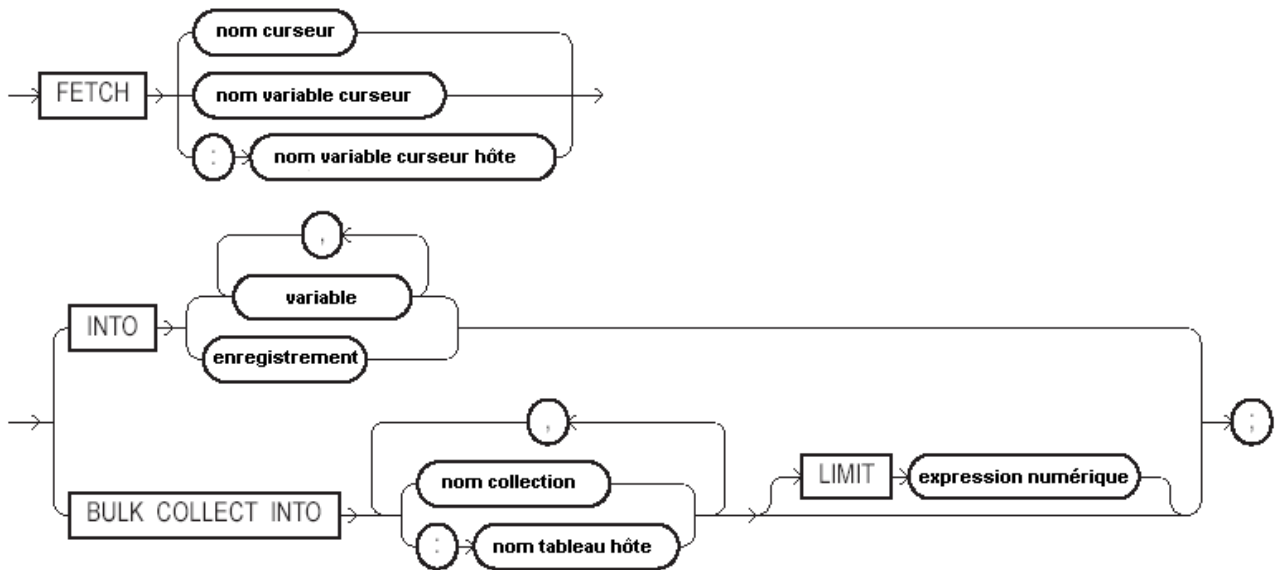 nom curseur
FETCH
nom variable curseur
:
nom variable curseur hôte
,
variable
INTO
enregistrement
,
;
nom collection
LIMIT
expression numérique
BULK COLLECT INTO
:
nom tableau hôte